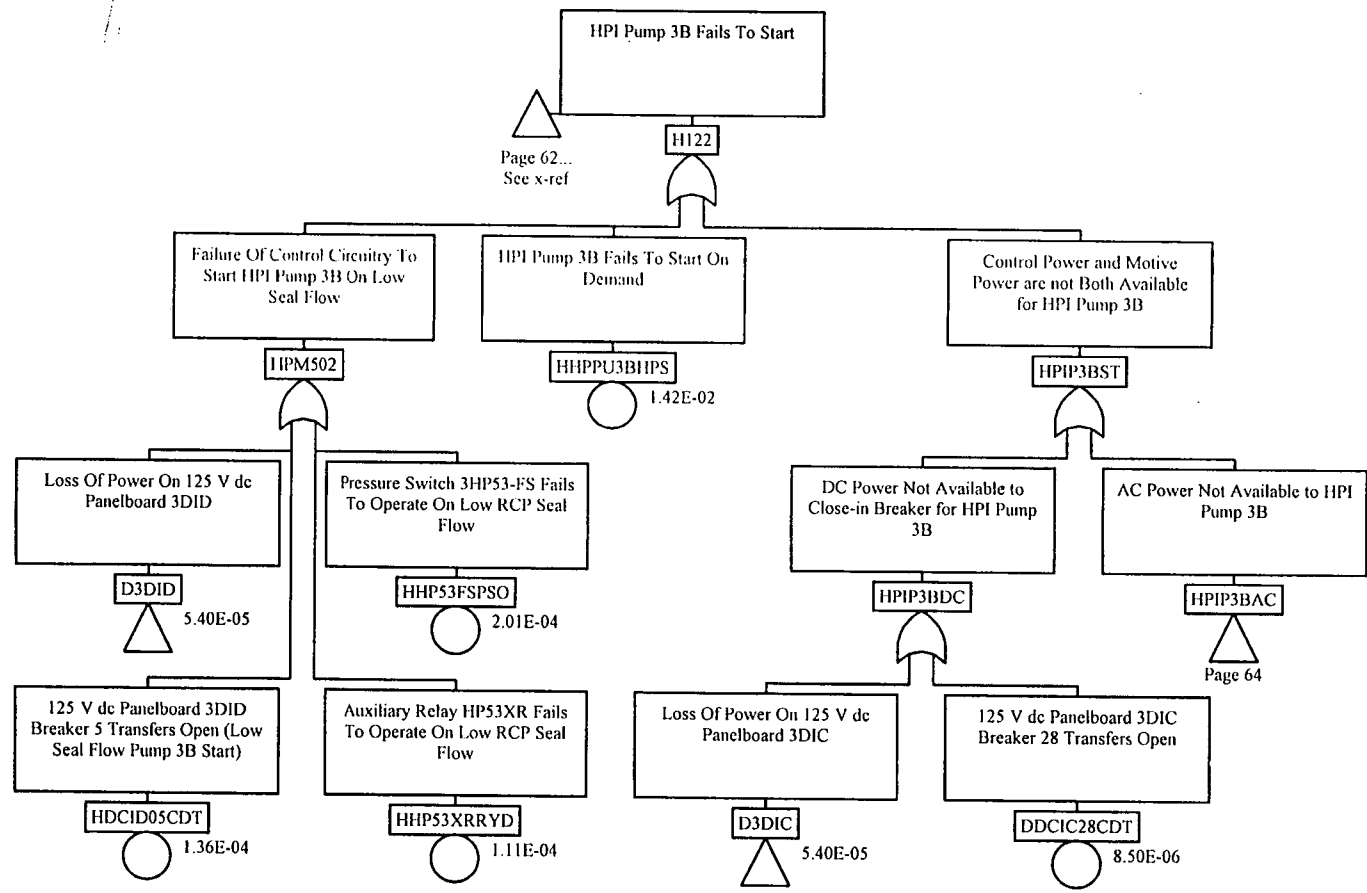 HPI Pump 3B Fails To Start
H122
Page 62...
See x-ref
Failure Of Control Circuitry To
Start HPI Pump 3B On Low
Seal Flow
HPM502
HPI Pump 3B Fails To Start On
Demand
HHPPU3BHPS
1.42E-02
Control Power and Motive
Power are not Both Available
for HPI Pump 3B
HPIP3BST
Loss Of Power On 125 V dc
Panelboard 3DID
D3DID
5.40E-05
Pressure Switch 3HP53-FS Fails
To Operate On Low RCP Seal
Flow
HHP53FSPSO
2.01E-04
DC Power Not Available to
Close-in Breaker for HPI Pump
3B
HPIP3BDC
AC Power Not Available to HPI
Pump 3B
HPIP3BAC
Page 64
125 V dc Panelboard 3DID
Breaker 5 Transfers Open (Low
Seal Flow Pump 3B Start)
HDCID05CDT
1.36E-04
Auxiliary Relay HP53XR Fails
To Operate On Low RCP Seal
Flow
HHP53XRRYD
1.11E-04
Loss Of Power On 125 V dc
Panelboard 3DIC
D3DIC
5.40E-05
125 V dc Panelboard 3DIC
Breaker 28 Transfers Open
DDCIC28CDT
8.50E-06